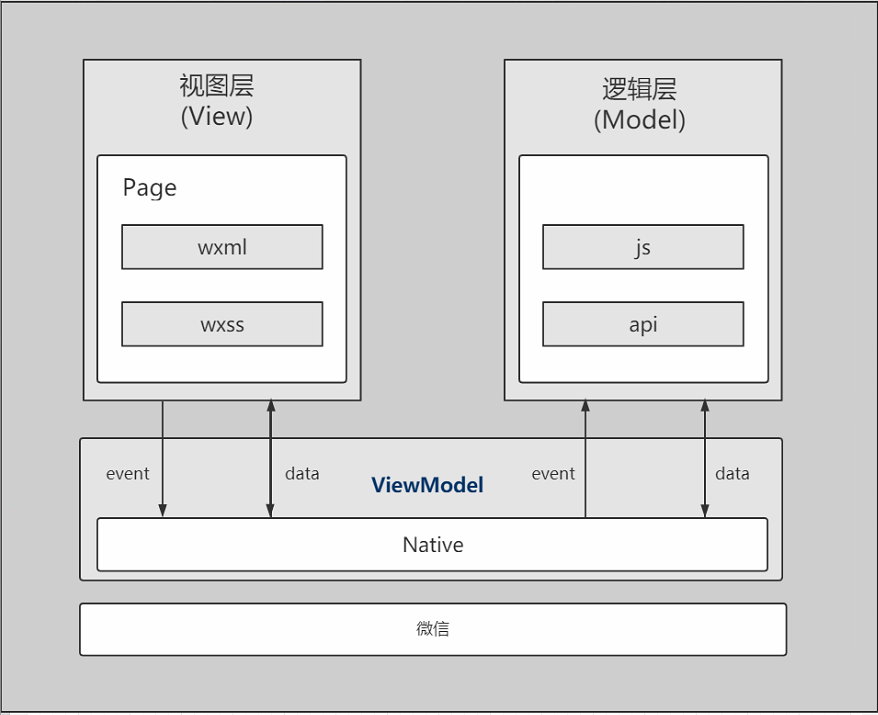 视图层
(View)
Page
wxml
wxss
逻辑层
(Model)
js
api
event
data
ViewModel
event
data
Native
微信